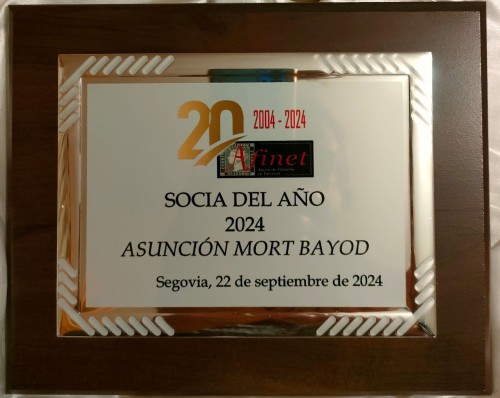 20 2004 - 2024
Afinet
SOCIA DEL AÑO
2024
ASUNCIÓN MORT BAYOD
Segovia, 22 de septiembre de 2024